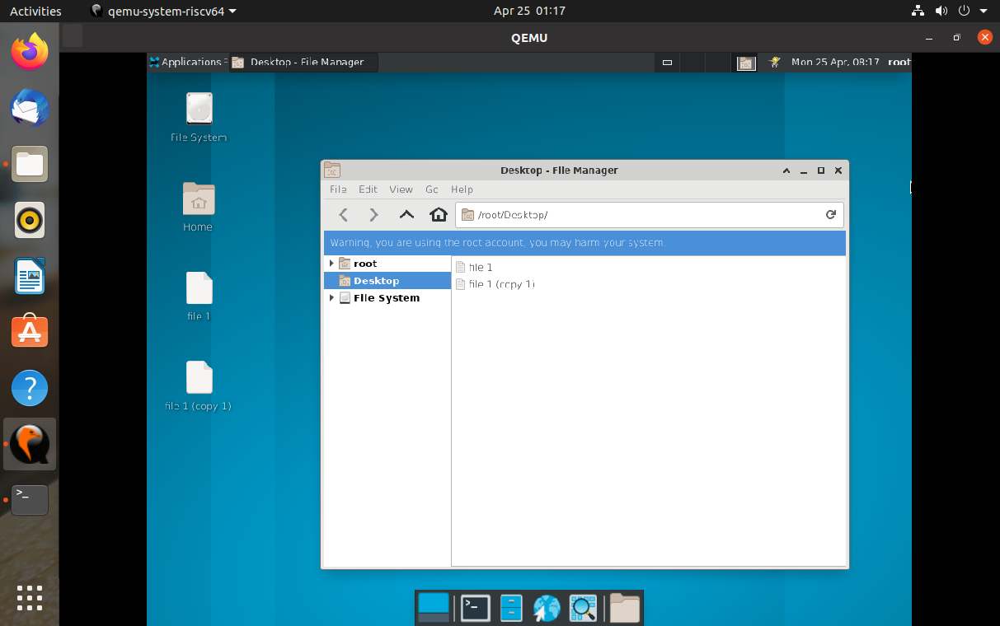 Activities qemu-system-riscv64 Apr 25 01:17
QEMU
Applications Desktop - File Manager Mon 25 Apr, 08:17 root
File System
Home
file 1
file 1 (copy 1)
Desktop - File Manager
File Edit View Go Help
/root/Desktop/
Warning, you are using the root account, you may harm your system.
root
Desktop
File System
file 1
file 1 (copy 1)